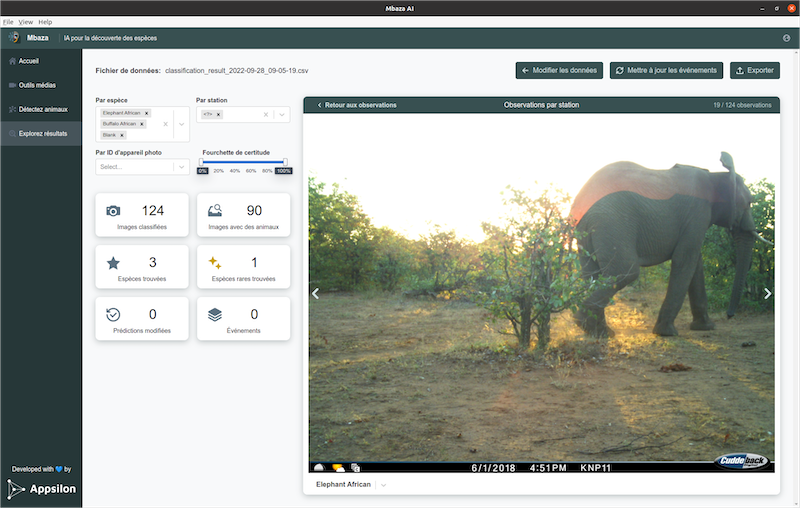 Mbaza AI
File View Help
Mbaza
IA pour la découverte des espèces
Accueil
Outils médias
Détectez animaux
Explorez résultats
Developed with 💙 by
Appsilon
Fichier de données: classification_result_2022-09-28_09-05-19.csv
Modifier les données
Mettre à jour les événements
Exporter
Par espèce
Elephant African ×
Buffalo African ×
Blank ×
Par station
Par ID d'appareil photo
Select...
Fourchette de certitude
0% 20% 40% 60% 80% 100%
124
Images classifiées
90
Images avec des animaux
3
Espèces trouvées
1
Espèces rares trouvées
0
Prédictions modifiées
0
Événements
Retour aux observations
Observations par station
19 / 124 observations
6/1/2018 4:51PM KNP11
Cuddeback
Elephant African